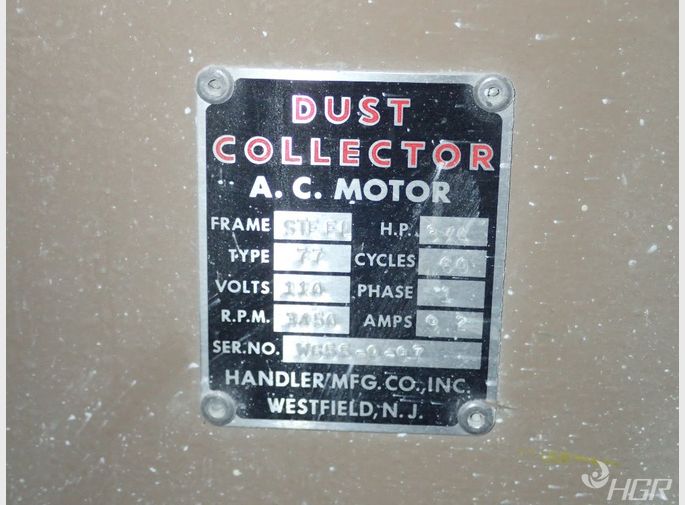 DUST
COLLECTOR
A. C. MOTOR
FRAME STEEL H.P.
TYPE 77 CYCLES 60
VOLTS 110 PHASE 1
R.P.M. 3450 AMPS
SER.NO.
HANDLER MFG. CO., INC.
WESTFIELD, N. J.
HGR